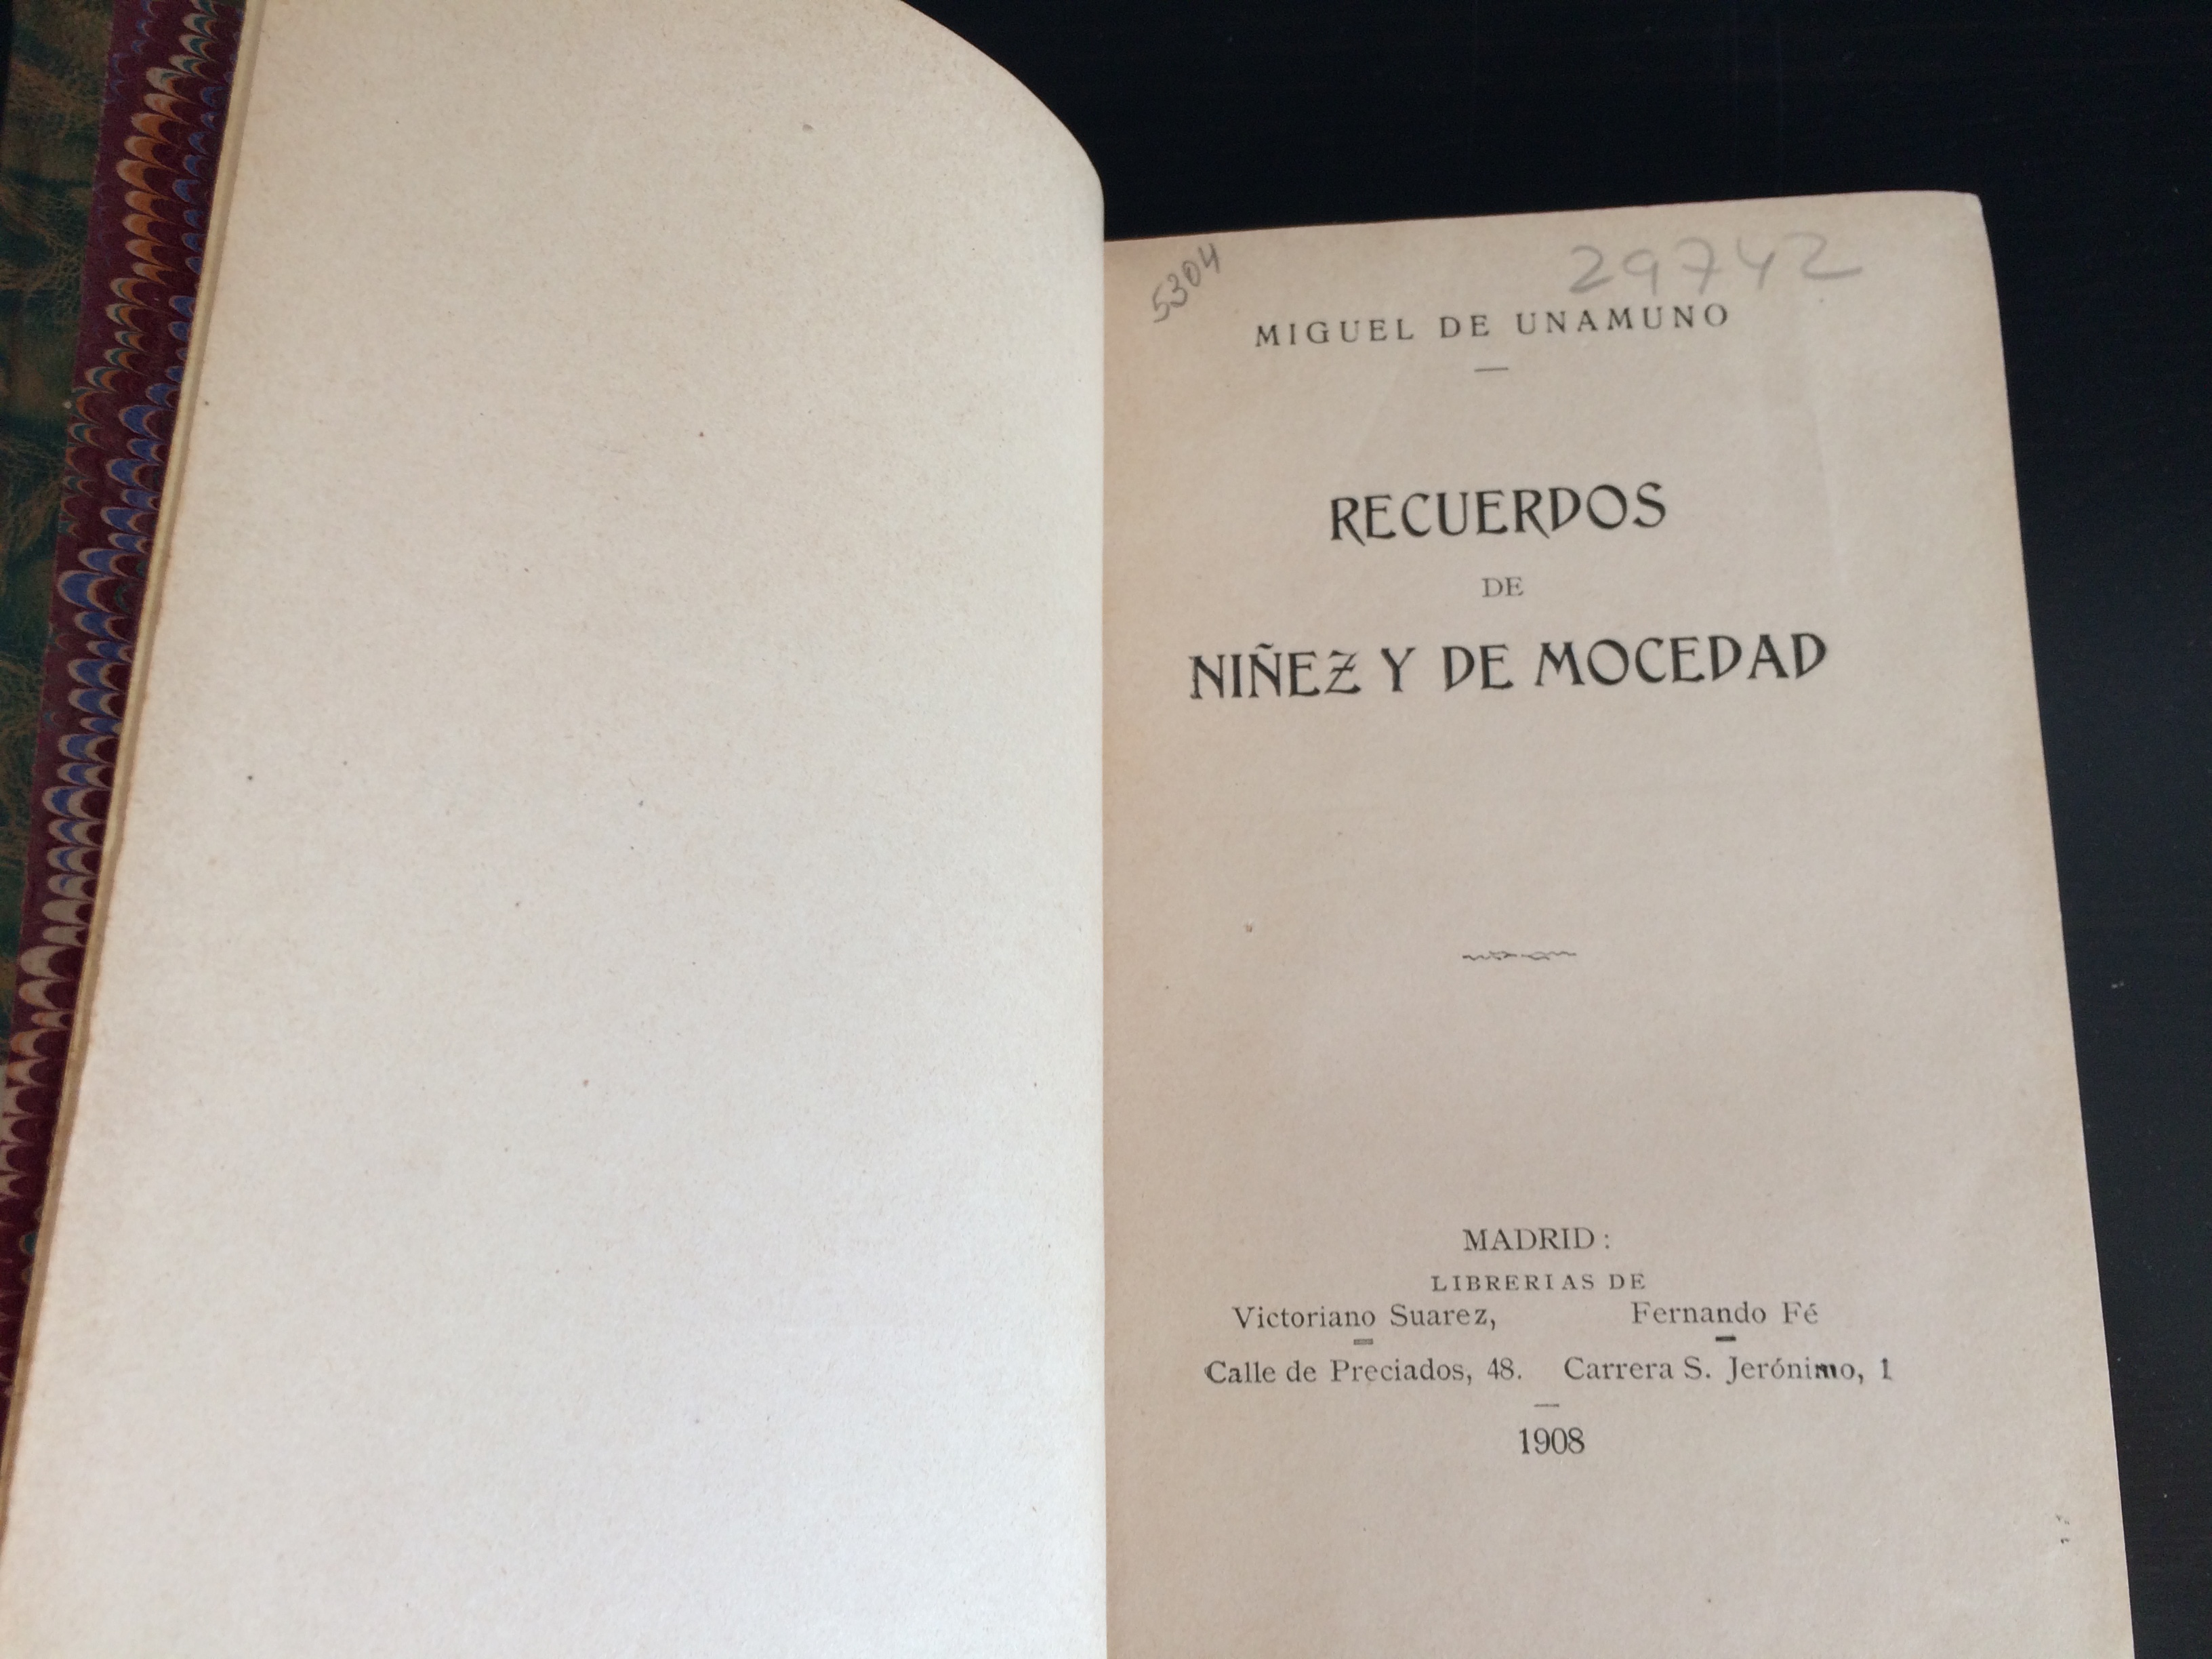 5304
29742
MIGUEL DE UNAMUNO
RECUERDOS
DE
NIÑEZ Y DE MOCEDAD
MADRID:
LIBRERIAS DE
Victoriano Suarez, Fernando Fé
Calle de Preciados, 48. Carrera S. Jerónimo, 1
1908